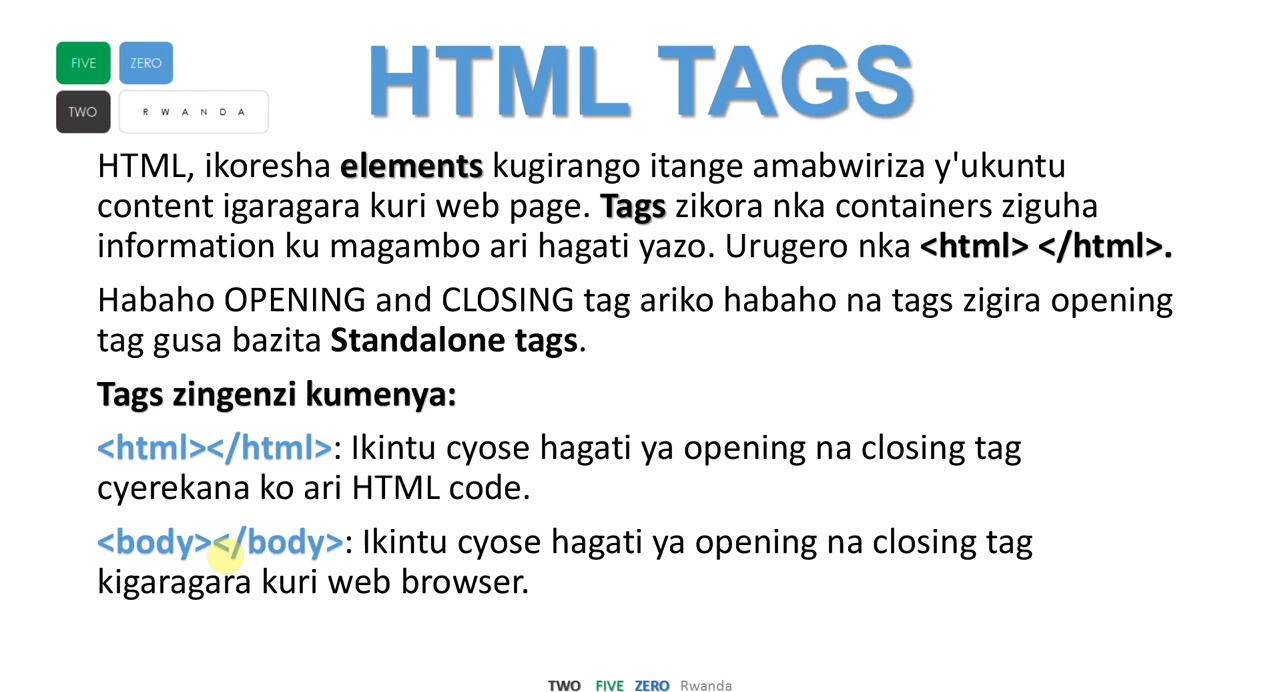 FIVE ZERO
TWO RWANDA
HTML TAGS
HTML, ikoresha elements kugirango itange amabwiriza y'ukuntu
content igaragara kuri web page. Tags zikora nka containers ziguha
information ku magambo ari hagati yazo. Urugero nka <html> </html>.
Habaho OPENING and CLOSING tag ariko habaho na tags zigira opening
tag gusa bazita Standalone tags.
Tags zingenzi kumenya:
<html></html>: Ikintu cyose hagati ya opening na closing tag
cyerekana ko ari HTML code.
<body></body>: Ikintu cyose hagati ya opening na closing tag
kigaragara kuri web browser.
TWO FIVE ZERO Rwanda